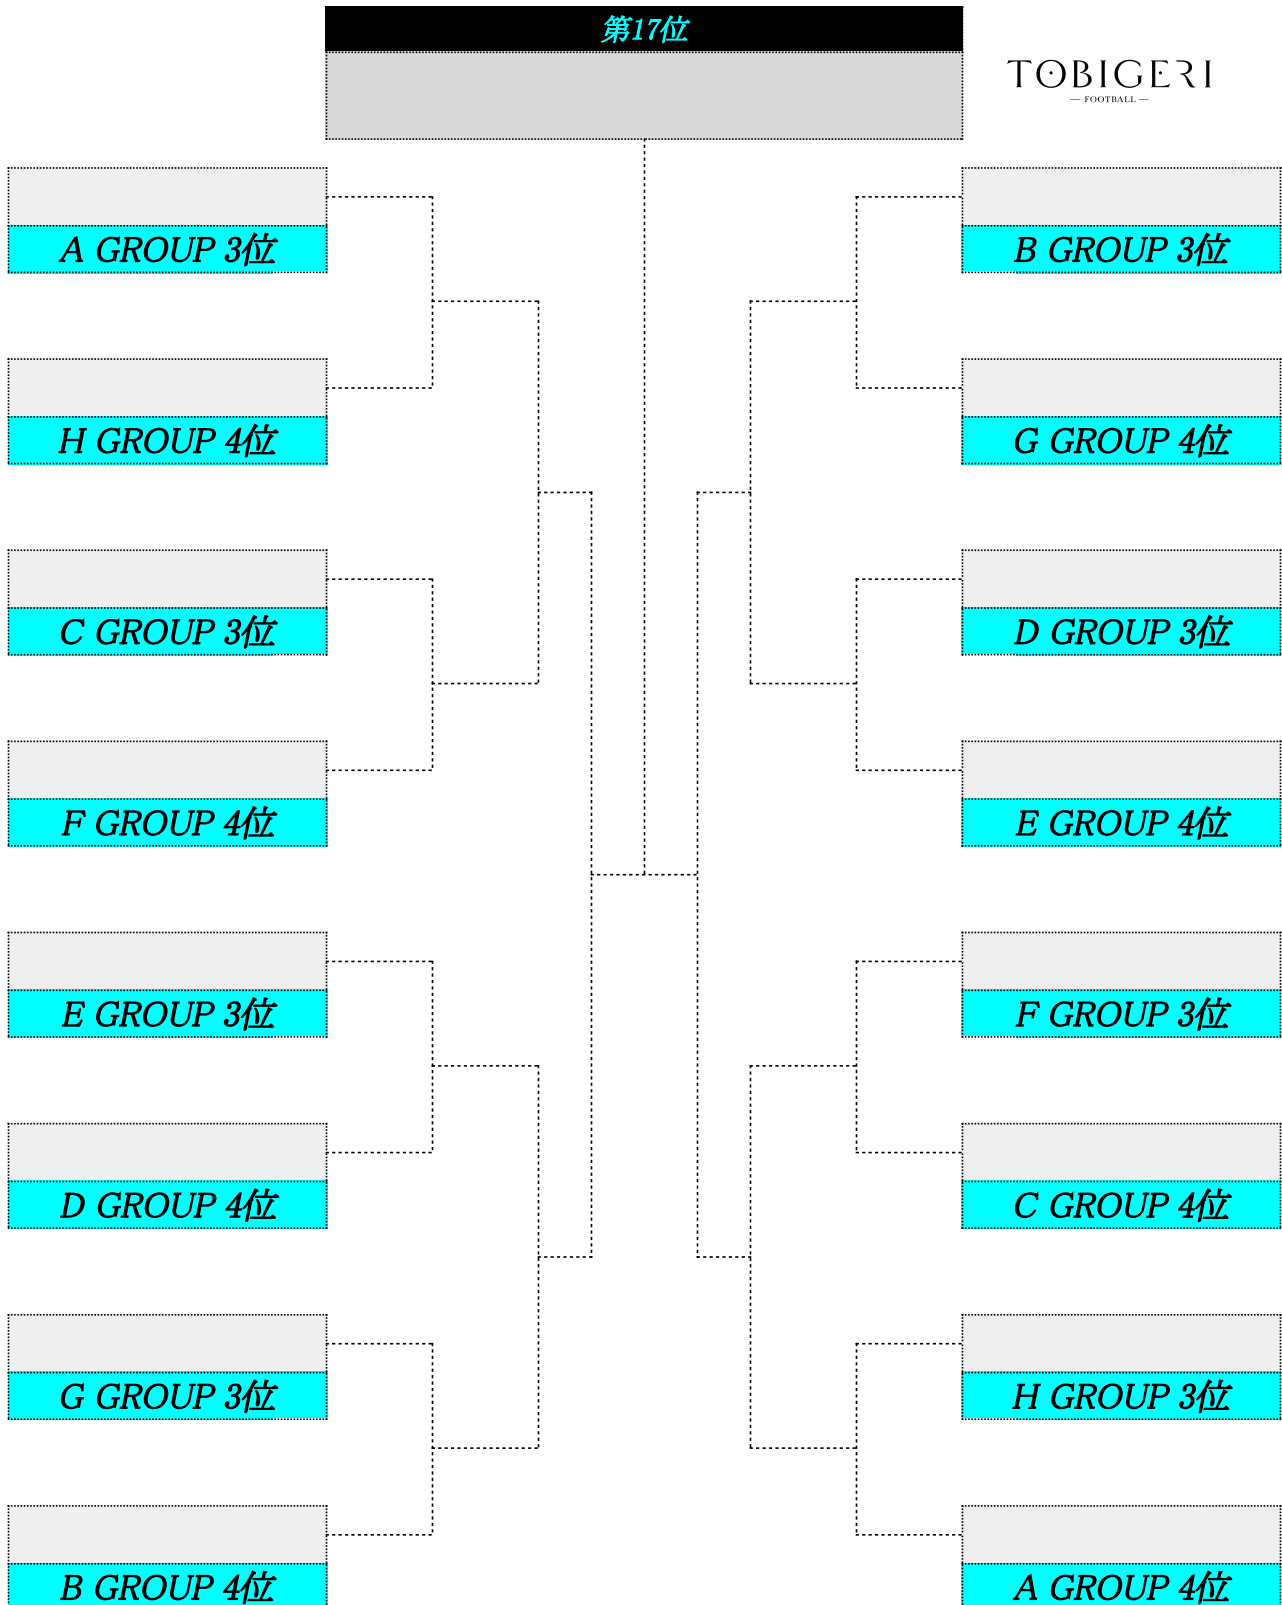 第17位
TOBIGERI
— FOOTBALL —
A GROUP 3位
B GROUP 3位
H GROUP 4位
G GROUP 4位
C GROUP 3位
D GROUP 3位
F GROUP 4位
E GROUP 4位
E GROUP 3位
F GROUP 3位
D GROUP 4位
C GROUP 4位
G GROUP 3位
H GROUP 3位
B GROUP 4位
A GROUP 4位